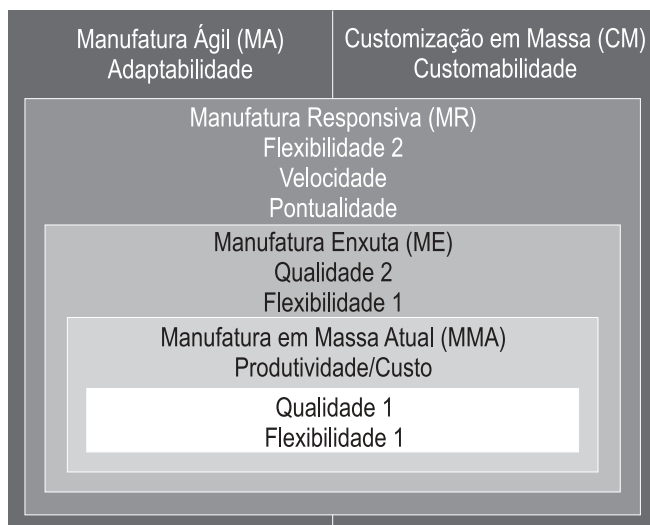 Manufatura Ágil (MA)
Adaptabilidade
Customização em Massa (CM)
Customabilidade
Manufatura Responsiva (MR)
Flexibilidade 2
Velocidade
Pontualidade
Manufatura Enxuta (ME)
Qualidade 2
Flexibilidade 1
Manufatura em Massa Atual (MMA)
Produtividade/Custo
Qualidade 1
Flexibilidade 1